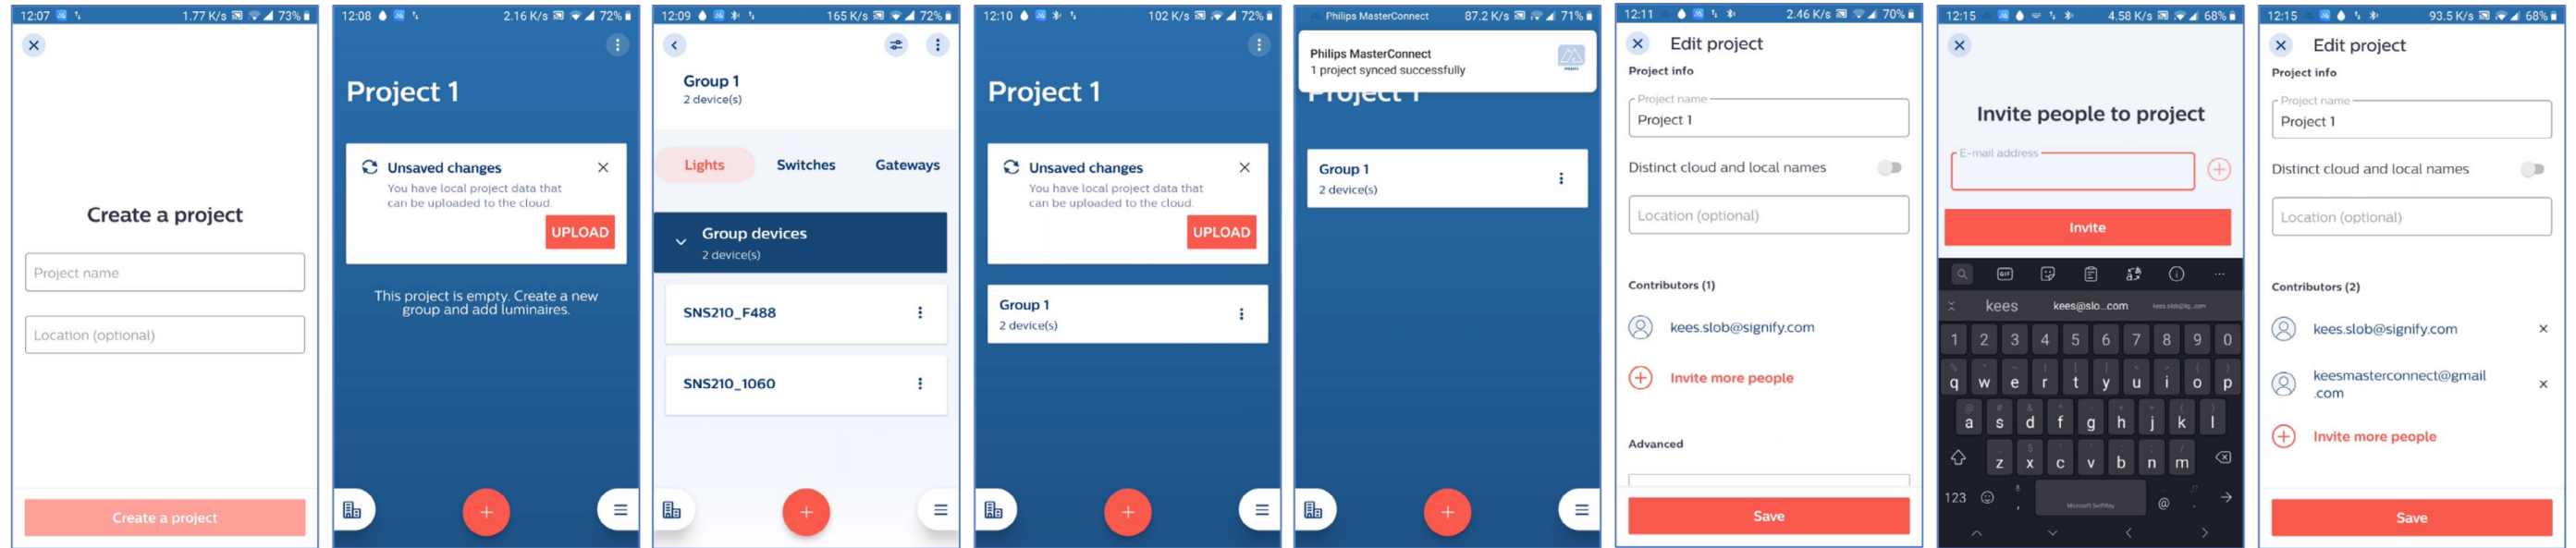 12:07
1.77 K/s
73%
Create a project
Project name
Location (optional)
Create a project
12:08
2.16 K/s
72%
Project 1
Unsaved changes
You have local project data that
can be uploaded to the cloud.
UPLOAD
This project is empty. Create a new
group and add luminaires.
12:09
165 K/s
72%
Group 1
2 device(s)
Lights
Switches
Gateways
Group devices
2 device(s)
SNS210_F488
SNS210_1060
12:10
102 K/s
72%
Project 1
Unsaved changes
You have local project data that
can be uploaded to the cloud.
UPLOAD
Group 1
2 device(s)
Philips MasterConnect
87.2 K/s
71%
Philips MasterConnect
1 project synced successfully
Project 1
Group 1
2 device(s)
12:11
2.46 K/s
70%
Edit project
Project info
Project name
Project 1
Distinct cloud and local names
Location (optional)
Contributors (1)
kees.slob@signify.com
Invite more people
Advanced
Save
12:15
4.58 K/s
68%
Invite people to project
E-mail address
Invite
GIF
kees
kees@slo...com
1 2 3 4 5 6 7 8 9 0
q w e r t y u i o p
a s d f g h j k l
z x c v b n m
123
,
Microsoft SwiftKey
@
.
12:15
93.5 K/s
68%
Edit project
Project info
Project name
Project 1
Distinct cloud and local names
Location (optional)
Contributors (2)
kees.slob@signify.com
keesmasterconnect@gmail
.com
Invite more people
Save